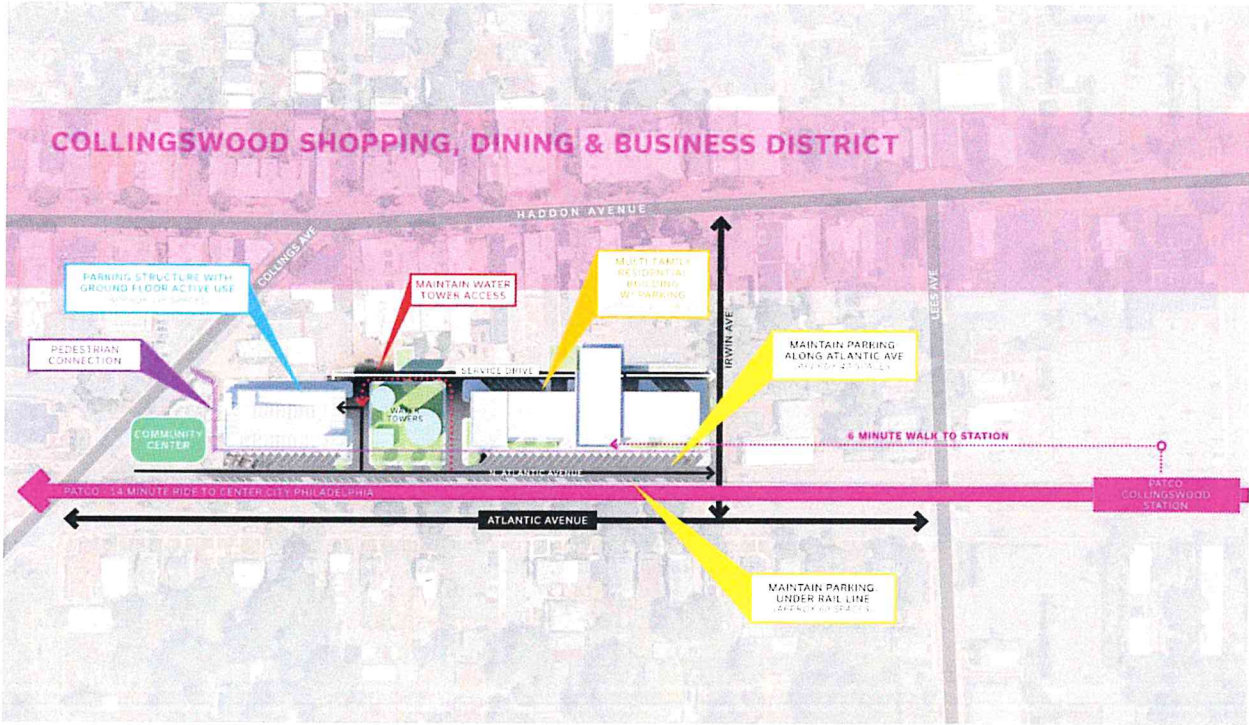 COLLINGSWOOD SHOPPING, DINING & BUSINESS DISTRICT
HADDON AVENUE
COLLINGS AVE
PARKING STRUCTURE WITH
GROUND FLOOR ACTIVE USE
MAINTAIN WATER
TOWER ACCESS
MULTI FAMILY
RESIDENTIAL
BUILDING
W/ PARKING
IRWIN AVE
LEES AVE
MAINTAIN PARKING
ALONG ATLANTIC AVE
PEDESTRIAN
CONNECTION
SERVICE DRIVE
WATER
TOWERS
COMMUNITY
CENTER
6 MINUTE WALK TO STATION
N. ATLANTIC AVENUE
PATCO - 14 MINUTE RIDE TO CENTER CITY PHILADELPHIA
PATCO
COLLINGSWOOD
STATION
ATLANTIC AVENUE
MAINTAIN PARKING
UNDER RAIL LINE